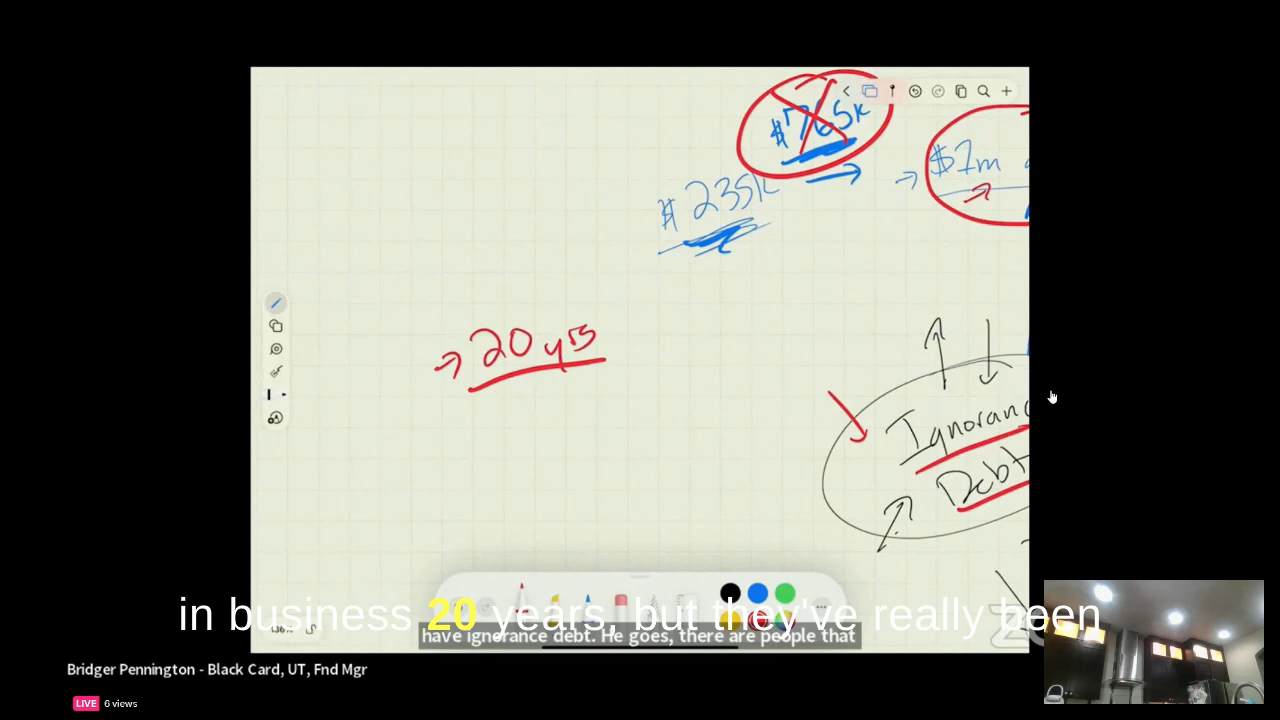 $765k
$1m
$235k
→ 20 yrs
Ignoranc
Debt
in business 20 years, but they've really been
have ignorance debt. He goes, there are people that
Bridger Pennington - Black Card, UT, Fnd Mgr
LIVE 6 views